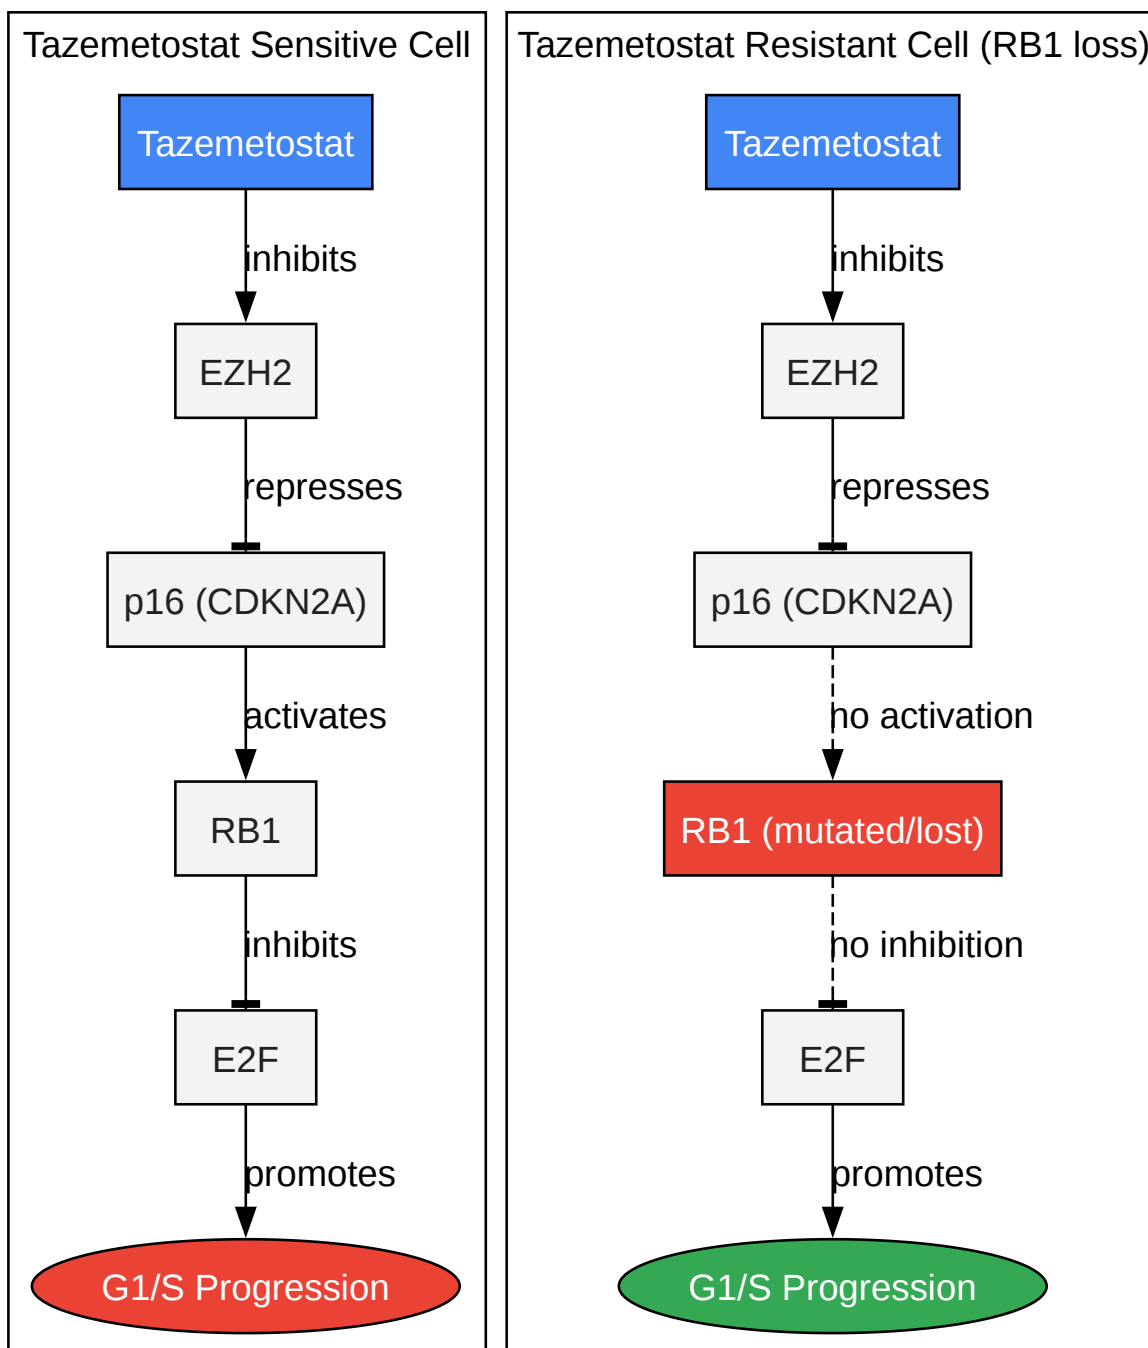 Tazemetostat Sensitive Cell
Tazemetostat
inhibits
EZH2
represses
p16 (CDKN2A)
activates
RB1
inhibits
E2F
promotes
G1/S Progression
Tazemetostat Resistant Cell (RB1 loss)
Tazemetostat
inhibits
EZH2
represses
p16 (CDKN2A)
no activation
RB1 (mutated/lost)
no inhibition
E2F
promotes
G1/S Progression